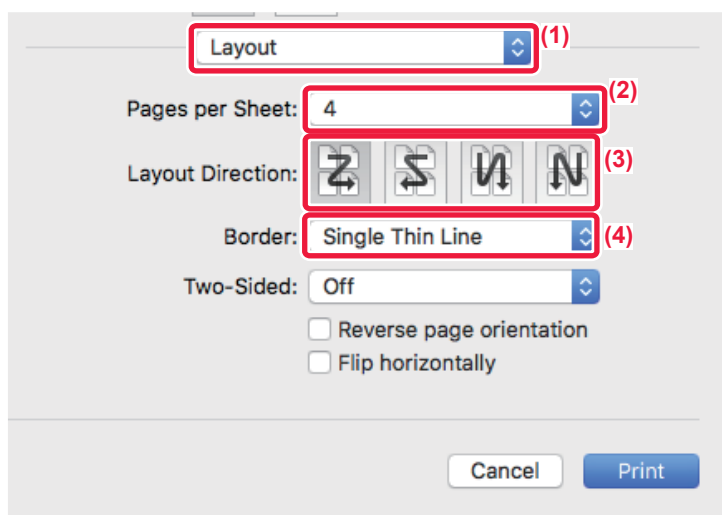 Layout (1)
Pages per Sheet: 4 (2)
Layout Direction: (3)
Border: Single Thin Line (4)
Two-Sided: Off
Reverse page orientation
Flip horizontally
Cancel Print